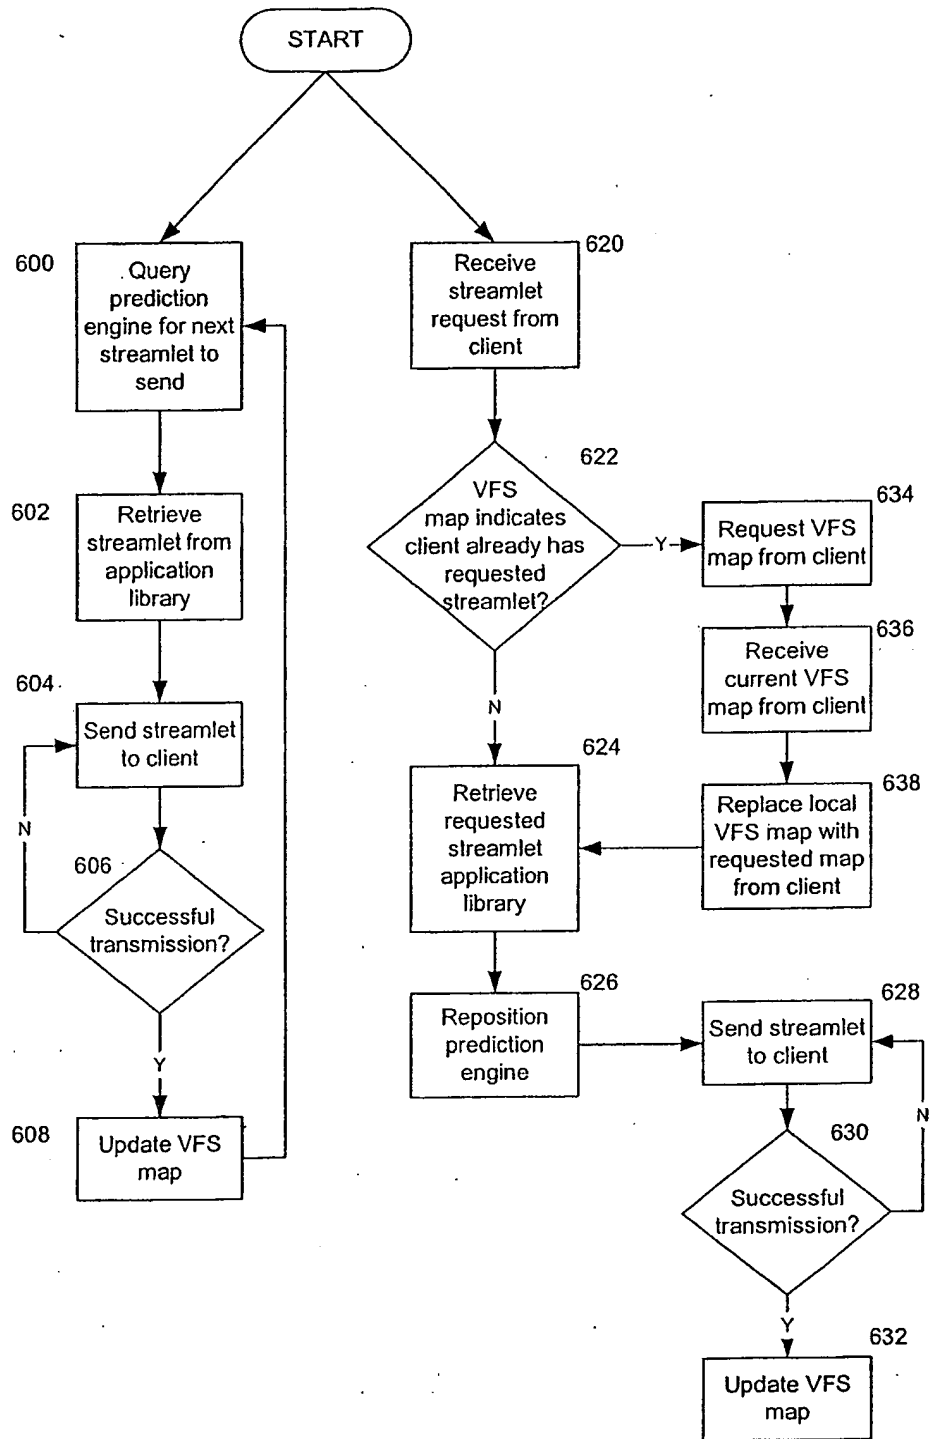 START
600
Query
prediction
engine for next
streamlet to
send
602
Retrieve
streamlet from
application
library
604
Send streamlet
to client
N
606
Successful
transmission?
Y
608
Update VFS
map
620
Receive
streamlet
request from
client
622
VFS
map indicates
client already has
requested
streamlet?
Y
N
634
Request VFS
map from client
636
Receive
current VFS
map from client
638
Replace local
VFS map with
requested map
from client
624
Retrieve
requested
streamlet
application
library
626
Reposition
prediction
engine
628
Send streamlet
to client
N
630
Successful
transmission?
Y
632
Update VFS
map